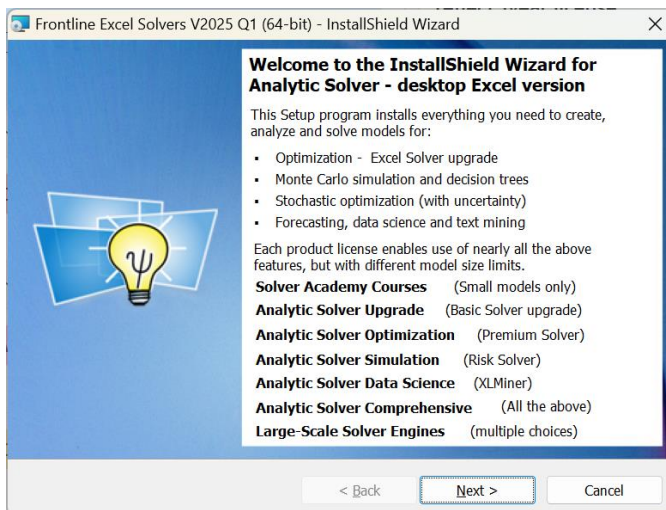 Frontline Excel Solvers V2025 Q1 (64-bit) - InstallShield Wizard
Welcome to the InstallShield Wizard for
Analytic Solver - desktop Excel version
This Setup program installs everything you need to create,
analyze and solve models for:
▪ Optimization - Excel Solver upgrade
▪ Monte Carlo simulation and decision trees
▪ Stochastic optimization (with uncertainty)
▪ Forecasting, data science and text mining
Each product license enables use of nearly all the above
features, but with different model size limits.
Solver Academy Courses (Small models only)
Analytic Solver Upgrade (Basic Solver upgrade)
Analytic Solver Optimization (Premium Solver)
Analytic Solver Simulation (Risk Solver)
Analytic Solver Data Science (XLMiner)
Analytic Solver Comprehensive (All the above)
Large-Scale Solver Engines (multiple choices)
ψ
< Back Next > Cancel